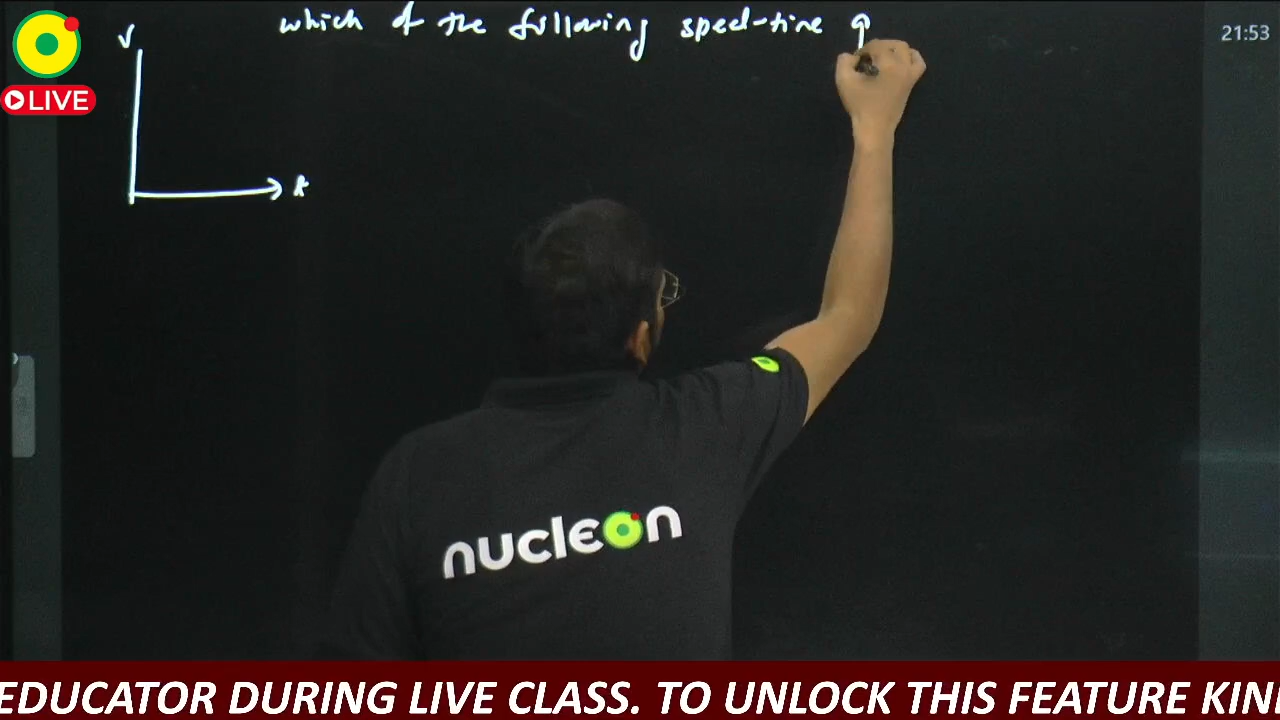 v which of the following speed-time g
21:53
LIVE
t
nucleon
EDUCATOR DURING LIVE CLASS. TO UNLOCK THIS FEATURE KIN